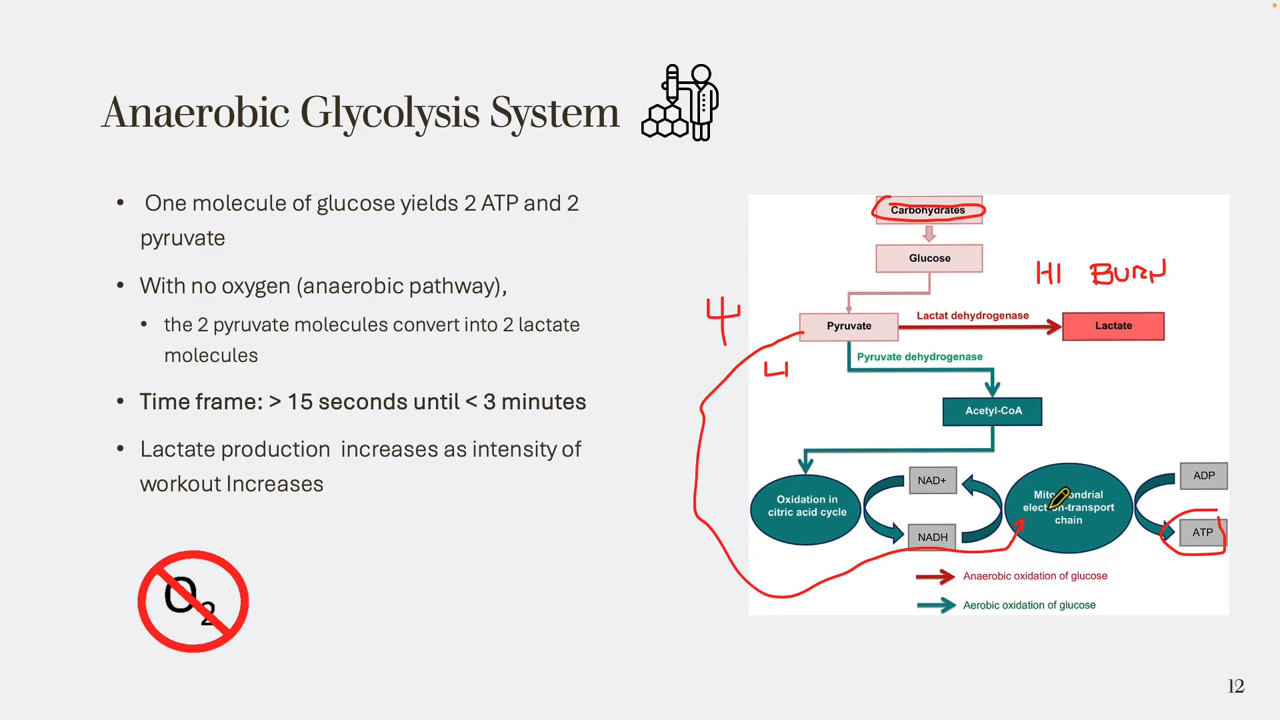 Anaerobic Glycolysis System
• One molecule of glucose yields 2 ATP and 2
pyruvate
• With no oxygen (anaerobic pathway),
• the 2 pyruvate molecules convert into 2 lactate
molecules
• Time frame: > 15 seconds until < 3 minutes
• Lactate production increases as intensity of
workout Increases
O2
Carbohydrates
Glucose
HI BURN
Lactat dehydrogenase
Pyruvate
Lactate
Pyruvate dehydrogenase
4
Acetyl-CoA
Oxidation in
citric acid cycle
NAD+
NADH
Mitochondrial
electron-transport
chain
ADP
ATP
Anaerobic oxidation of glucose
Aerobic oxidation of glucose
12